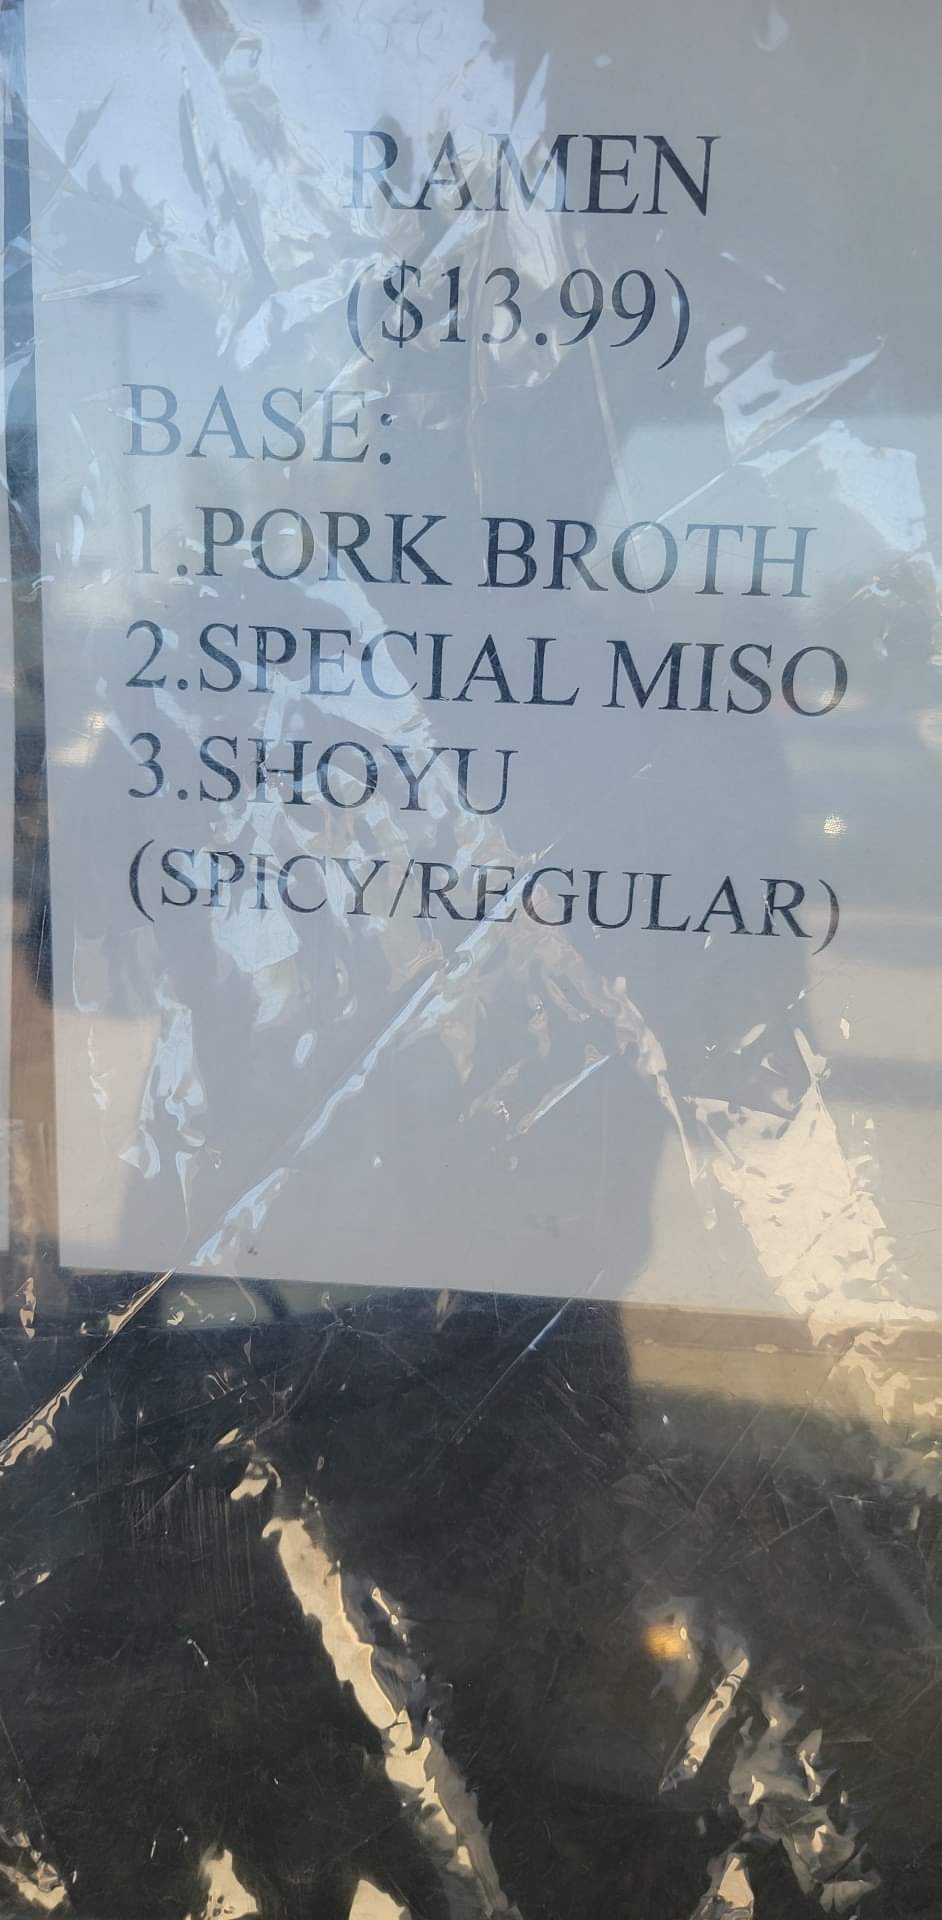 RAMEN
($13.99)
BASE:
1.PORK BROTH
2.SPECIAL MISO
3.SHOYU
(SPICY/REGULAR)